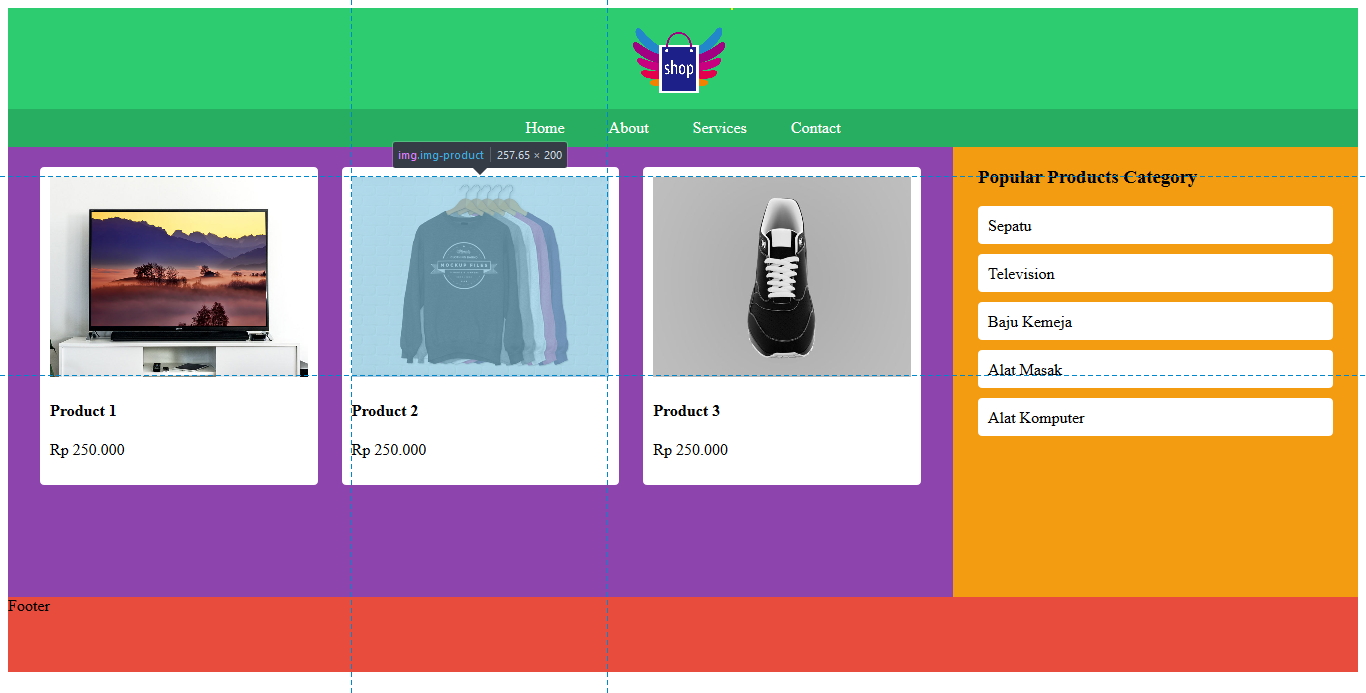 shop
Home About Services Contact
img.img-product 257.65 × 200
Popular Products Category
Sepatu
Television
Baju Kemeja
Alat Masak
Alat Komputer
MOCKUP FILES
Product 1
Rp 250.000
Product 2
Rp 250.000
Product 3
Rp 250.000
Footer